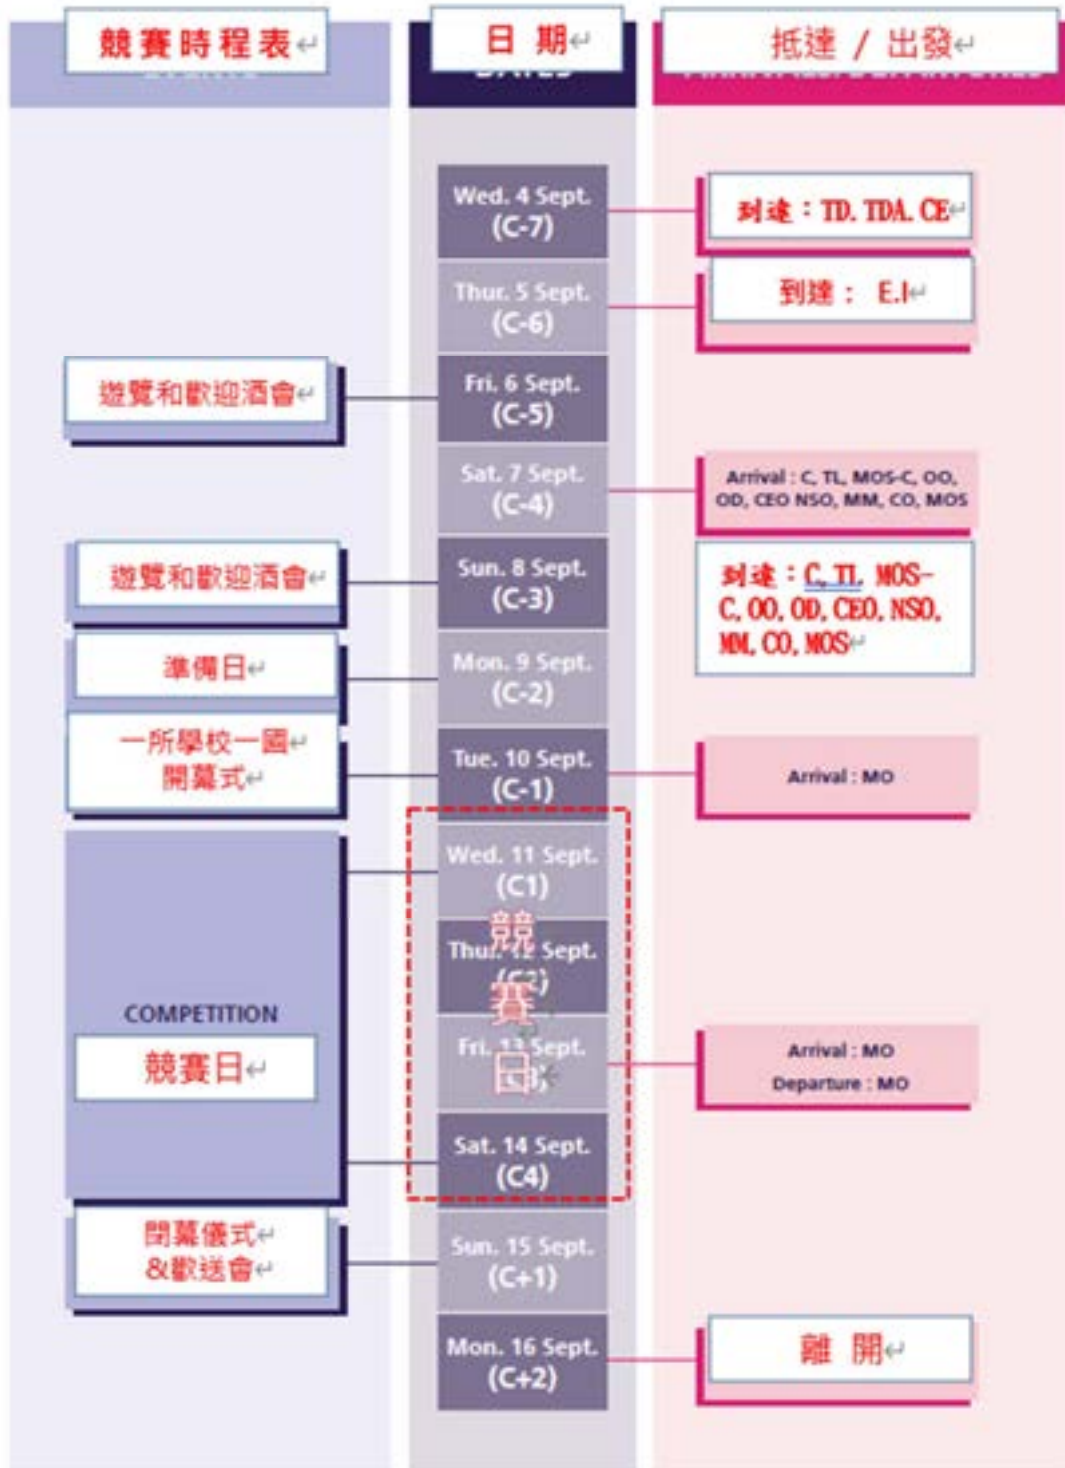 競賽時程表
日 期
抵達 / 出發
Wed. 4 Sept.
(C-7)
到達：TD.TDA.CE
Thur. 5 Sept.
(C-6)
到達： E.I
遊覽和歡迎酒會
Fri. 6 Sept.
(C-5)
Sat. 7 Sept.
(C-4)
Arrival : C, TL, MOS-C, OO,
OD, CEO NSO, MM, CO, MOS
遊覽和歡迎酒會
Sun. 8 Sept.
(C-3)
到達：C, TL MOS-
C, OO, OD, CEO, NSO,
MM, CO, MOS
準備日
Mon. 9 Sept.
(C-2)
一所學校一國
開幕式
Tue. 10 Sept.
(C-1)
Arrival : MO
Wed. 11 Sept.
(C1)
競
賽
日
Sept.
COMPETITION
競賽日
Fri. 13 Sept.
Arrival : MO
Departure : MO
Sat. 14 Sept.
(C4)
閉幕儀式
&歡送會
Sun. 15 Sept.
(C+1)
Mon. 16 Sept.
(C+2)
離 開